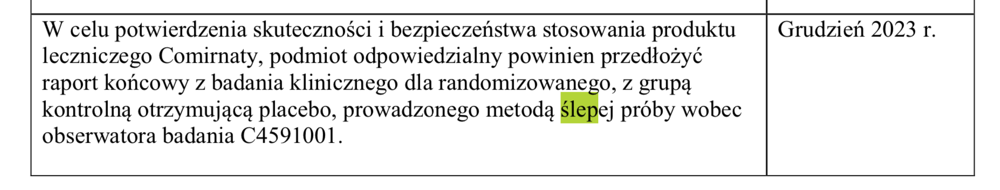 W celu potwierdzenia skuteczności i bezpieczeństwa stosowania produktu
leczniczego Comirnaty, podmiot odpowiedzialny powinien przedłożyć
raport końcowy z badania klinicznego dla randomizowanego, z grupą
kontrolną otrzymującą placebo, prowadzonego metodą ślepej próby wobec
obserwatora badania C4591001.
Grudzień 2023 r.